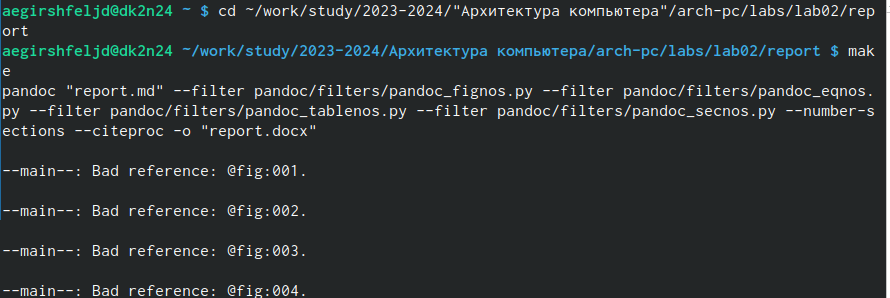 aegirshfeljd@dk2n24 ~ $ cd ~/work/study/2023-2024/"Архитектура компьютера"/arch-pc/labs/lab02/rep
ort
aegirshfeljd@dk2n24 ~/work/study/2023-2024/Архитектура компьютера/arch-pc/labs/lab02/report $ mak
e
pandoc "report.md" --filter pandoc/filters/pandoc_fignos.py --filter pandoc/filters/pandoc_eqnos.
py --filter pandoc/filters/pandoc_tablenos.py --filter pandoc/filters/pandoc_secnos.py --number-s
ections --citeproc -o "report.docx"
--main--: Bad reference: @fig:001.
--main--: Bad reference: @fig:002.
--main--: Bad reference: @fig:003.
--main--: Bad reference: @fig:004.